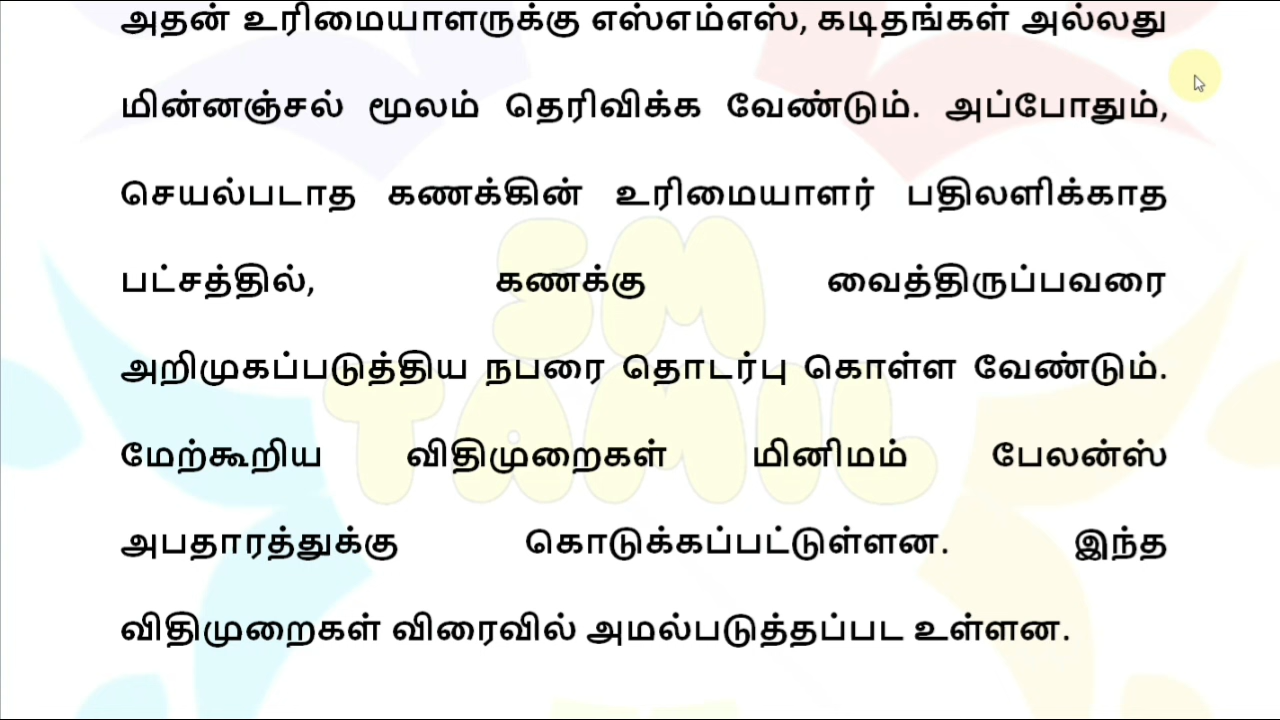 அதன் உரிமையாளருக்கு எஸ்எம்எஸ், கடிதங்கள் அல்லது
மின்னஞ்சல் மூலம் தெரிவிக்க வேண்டும். அப்போதும்,
செயல்படாத கணக்கின் உரிமையாளர் பதிலளிக்காத
பட்சத்தில், கணக்கு வைத்திருப்பவரை
அறிமுகப்படுத்திய நபரை தொடர்பு கொள்ள வேண்டும்.
மேற்கூறிய விதிமுறைகள் மினிமம் பேலன்ஸ்
அபதாரத்துக்கு கொடுக்கப்பட்டுள்ளன. இந்த
விதிமுறைகள் விரைவில் அமல்படுத்தப்பட உள்ளன.
SM
TAMIL